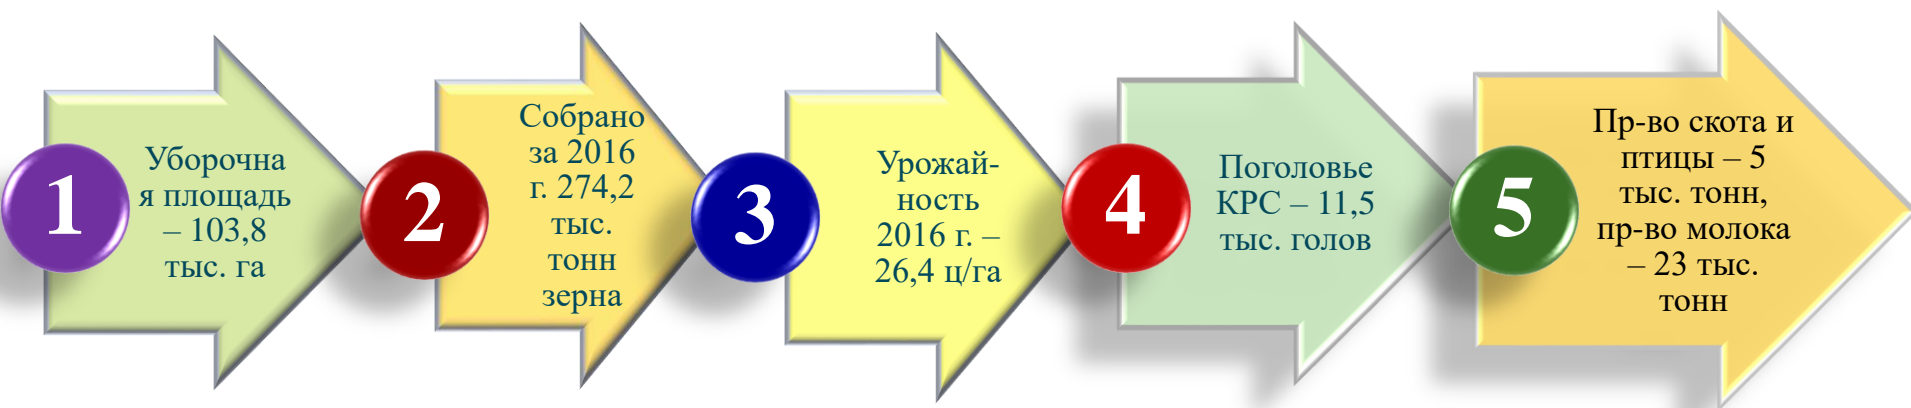 1
Уборочна
я площадь
– 103,8
тыс. га
2
Собрано
за 2016
г. 274,2
тыс.
тонн
зерна
3
Урожай-
ность
2016 г. –
26,4 ц/га
4
Поголовье
КРС – 11,5
тыс. голов
5
Пр-во скота и
птицы – 5
тыс. тонн,
пр-во молока
– 23 тыс.
тонн